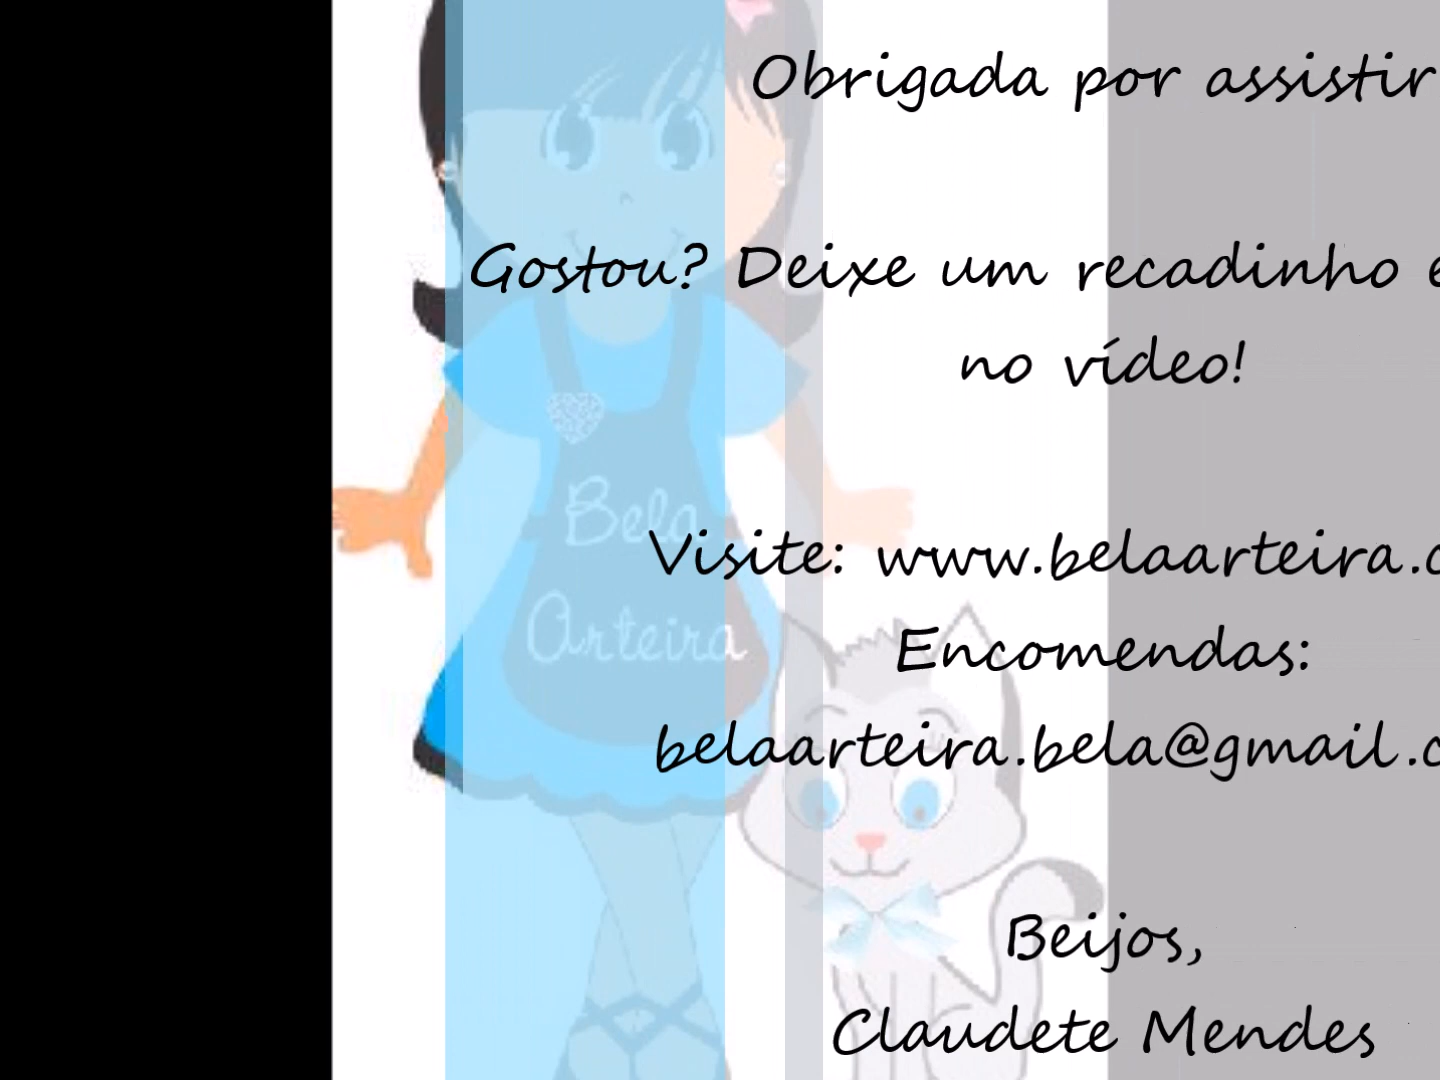 Obrigada por assistir
Gostou? Deixe um recadinho e
no vídeo!
Bela
Arteira
Visite: www.belaarteira.c
Encomendas:
belaarteira.bela@gmail.c
Beijos,
Claudete Mendes